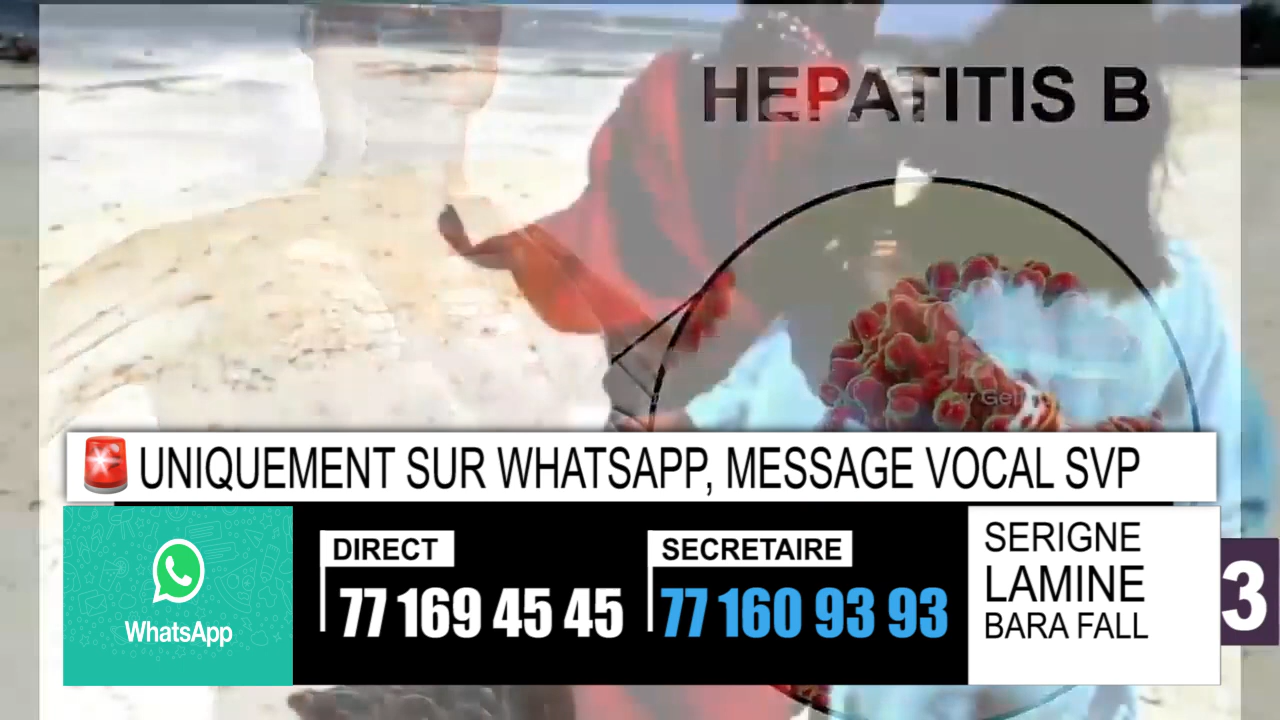 HEPATITIS B
UNIQUEMENT SUR WHATSAPP, MESSAGE VOCAL SVP
WhatsApp
DIRECT
77 169 45 45
SECRETAIRE
77 160 93 93
SERIGNE
LAMINE
BARA FALL
3